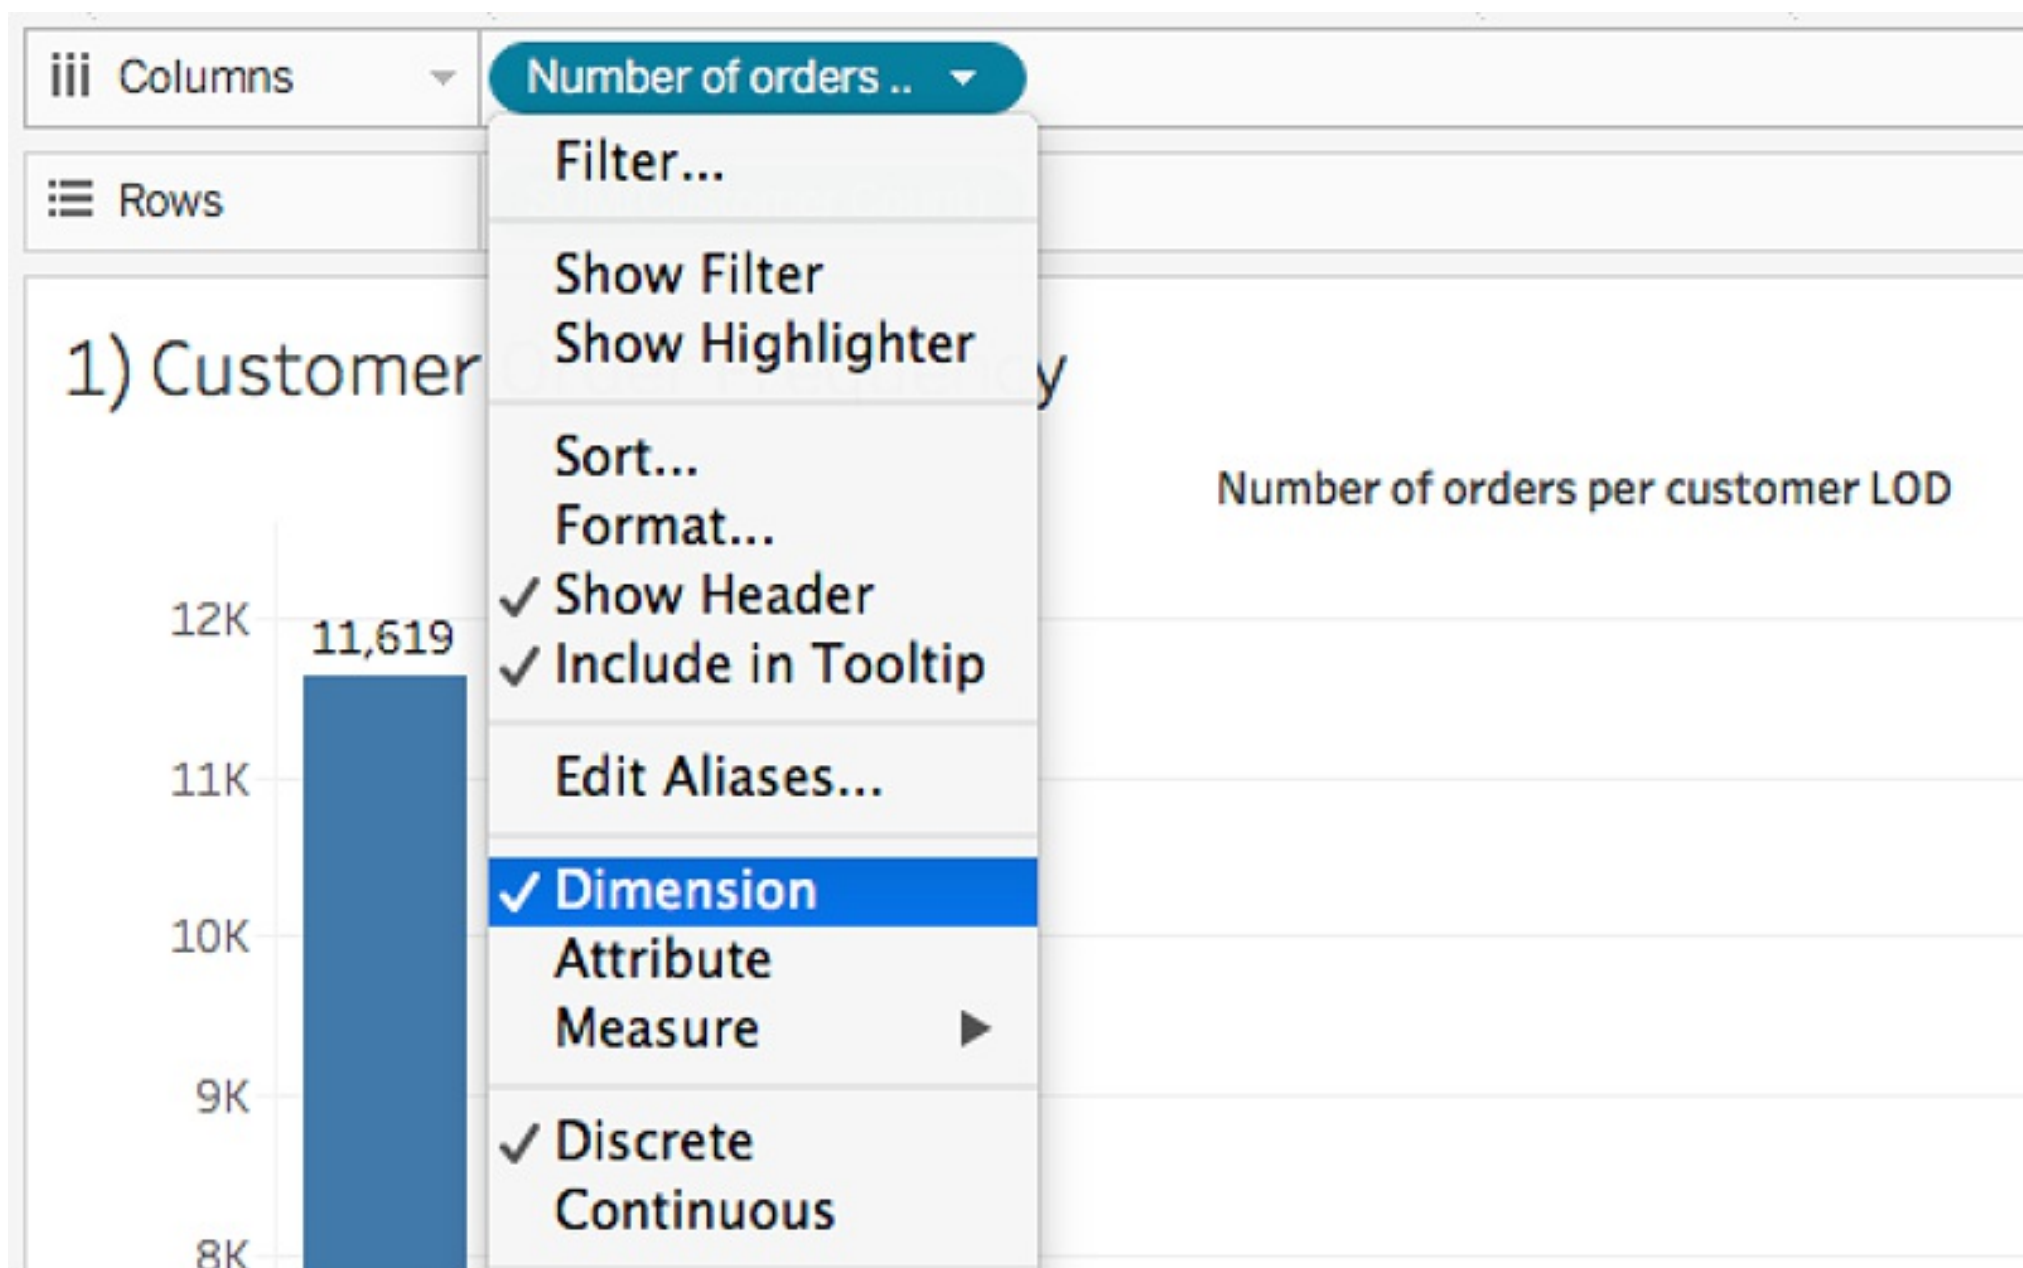 Columns
Number of orders ..
Filter...
Rows
Show Filter
Show Highlighter
1) Customer Order Frequency
Sort...
Number of orders per customer LOD
Format...
Show Header
12K
11,619
Include in Tooltip
11K
Edit Aliases...
Dimension
10K
Attribute
Measure
9K
Discrete
Continuous
8K